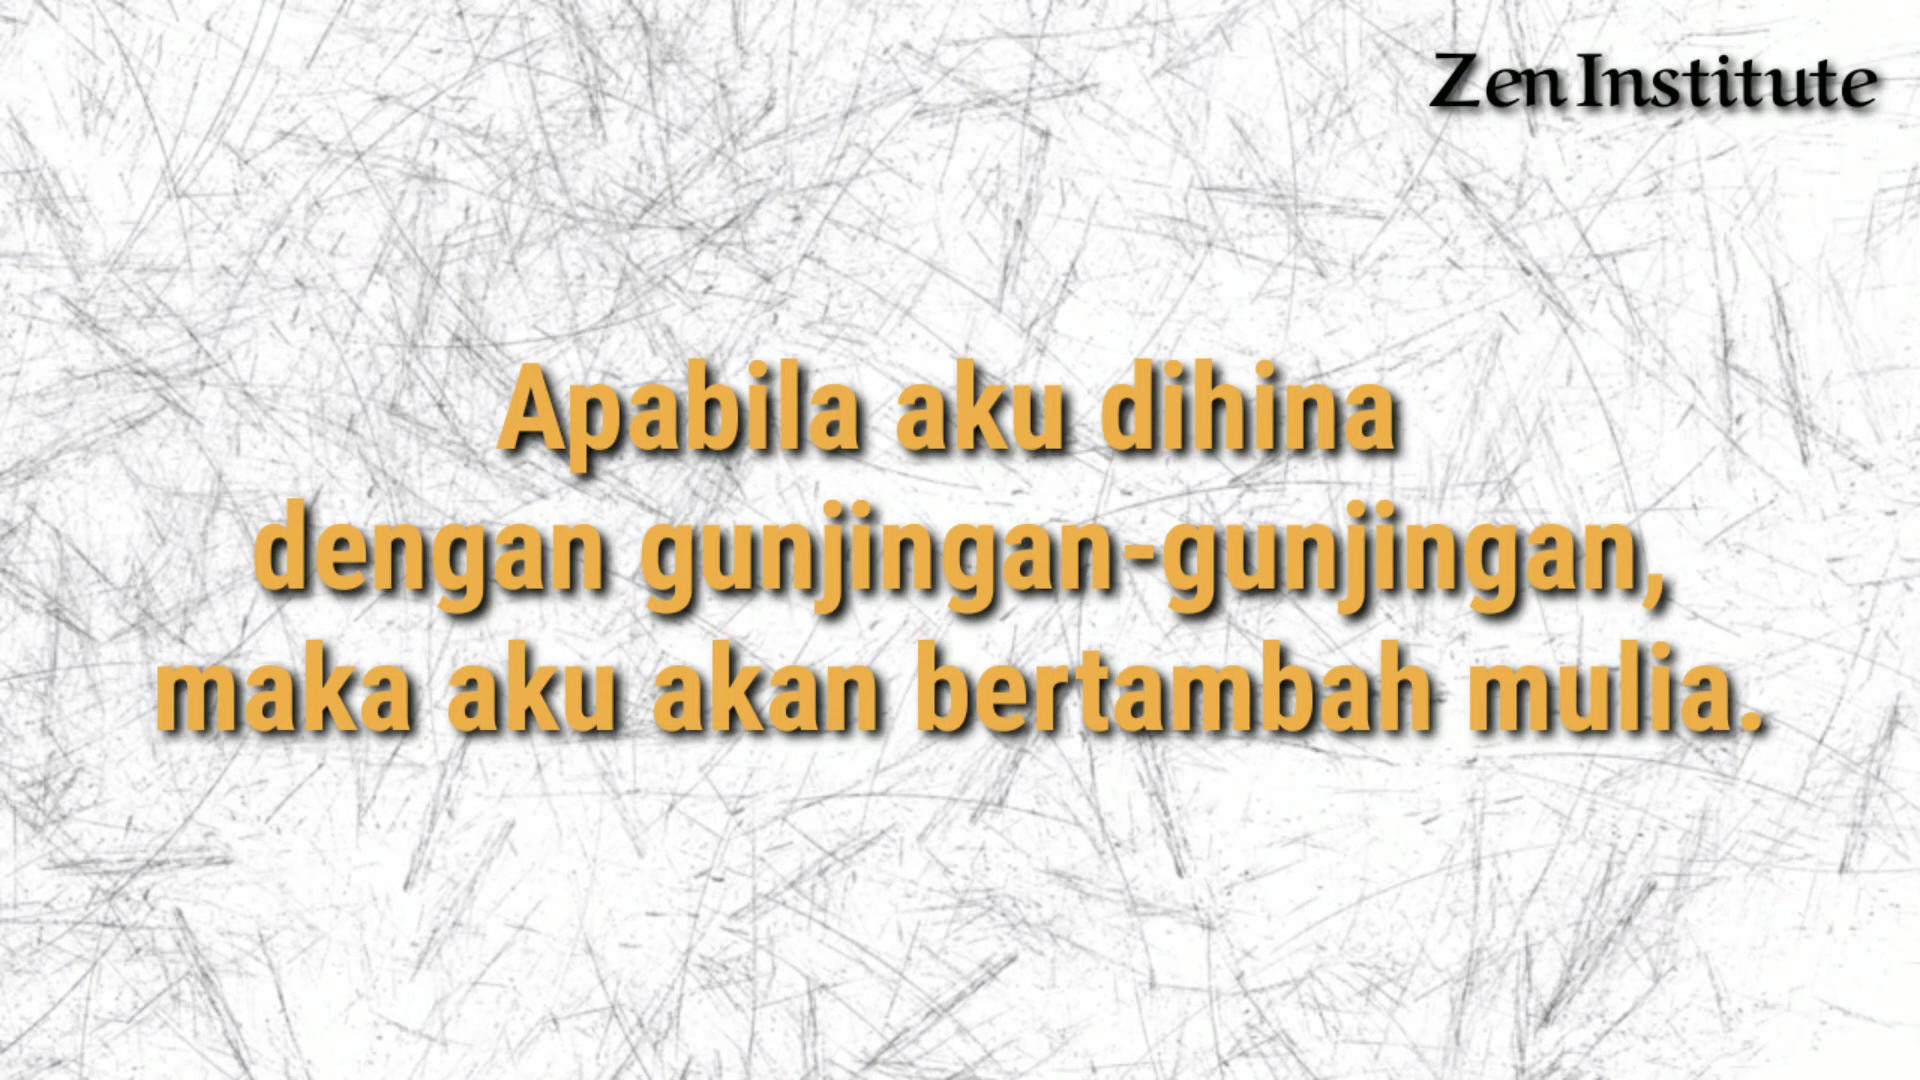 Zen Institute
Apabila aku dihina
dengan gunjingan-gunjingan,
maka aku akan bertambah mulia.